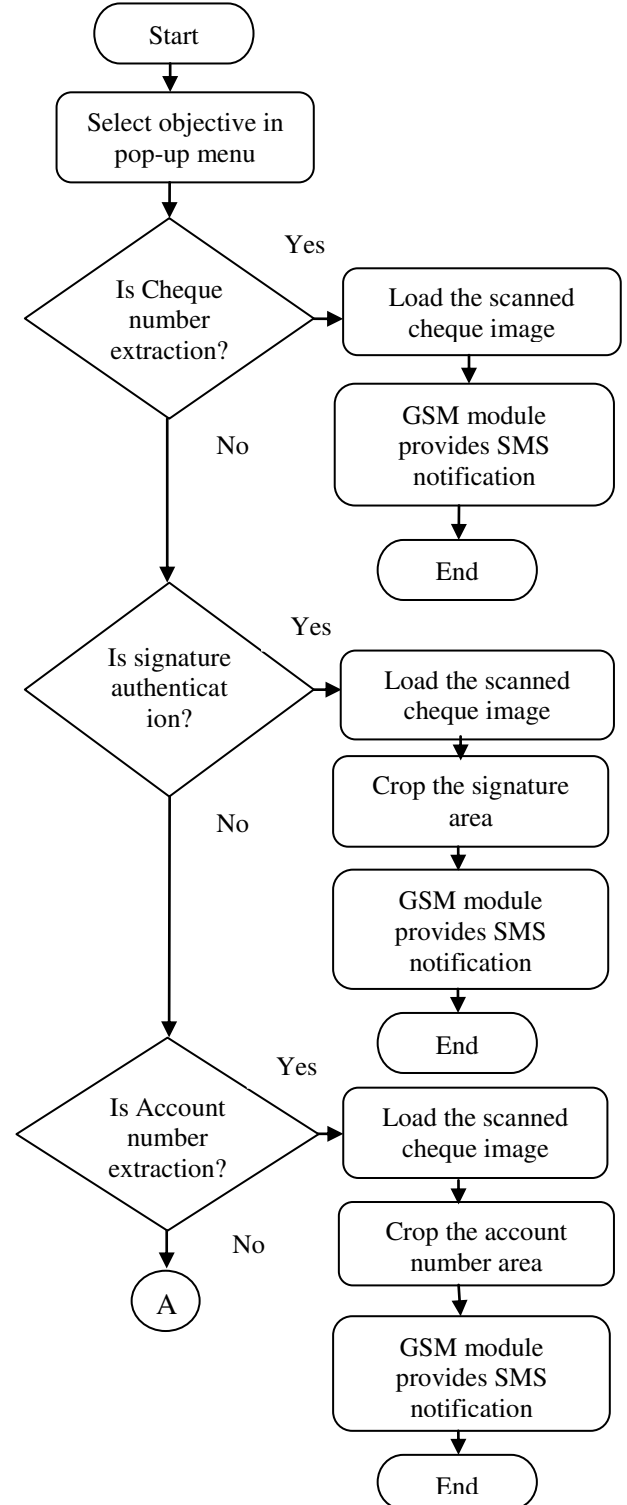 Start
Select objective in
pop-up menu
Yes
Is Cheque
number
extraction?
Load the scanned
cheque image
GSM module
provides SMS
notification
No
End
Yes
Is signature
authenticat
ion?
Load the scanned
cheque image
Crop the signature
area
No
GSM module
provides SMS
notification
End
Yes
Is Account
number
extraction?
Load the scanned
cheque image
No
Crop the account
number area
A
GSM module
provides SMS
notification
End